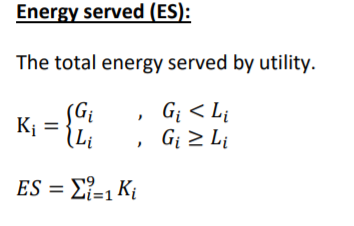 Energy served (ES):
The total energy served by utility.
Kᵢ = {Gᵢ , Gᵢ < Lᵢ
Lᵢ , Gᵢ ≥ Lᵢ
ES = Σ⁹ᵢ₌₁ Kᵢ